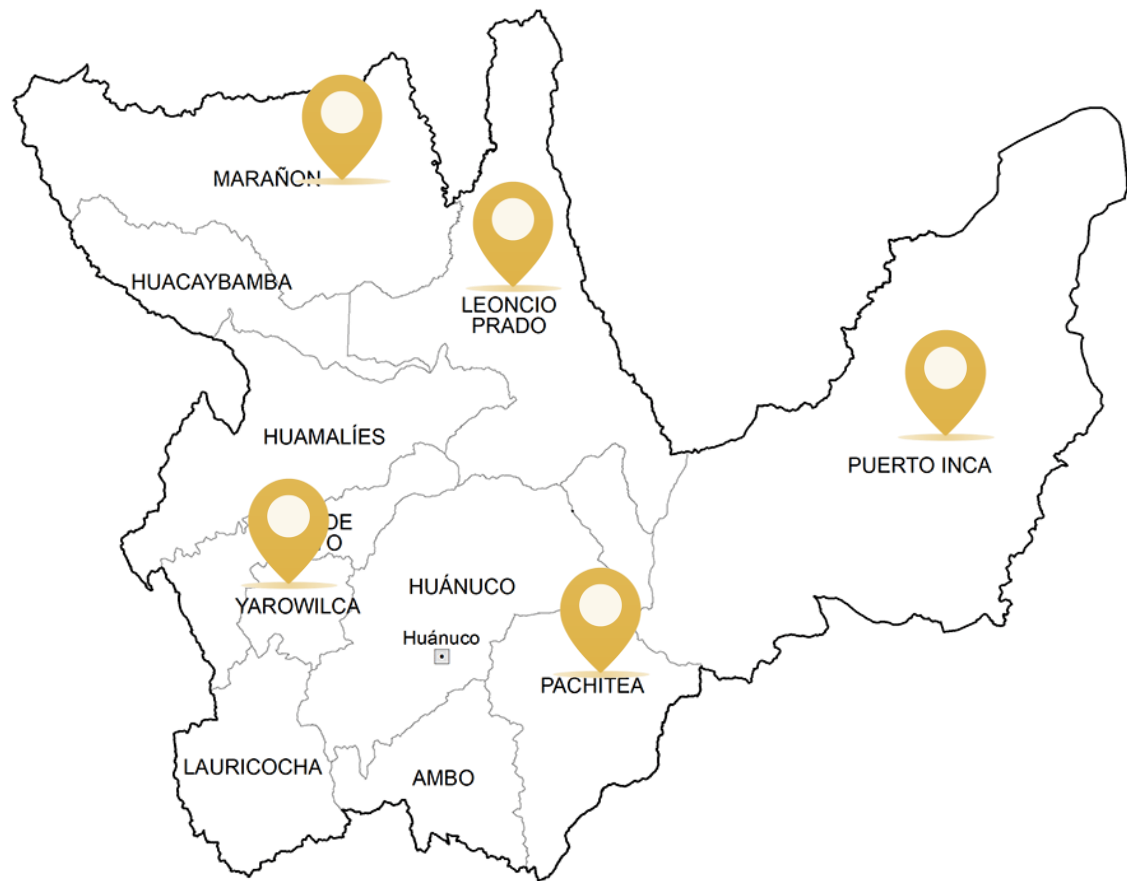 MARAÑON
HUACAYBAMBA
LEONCIO
PRADO
HUAMALÍES
PUERTO INCA
DE
YAROWILCA
HUÁNUCO
Huánuco
PACHITEA
LAURICOCHA
AMBO